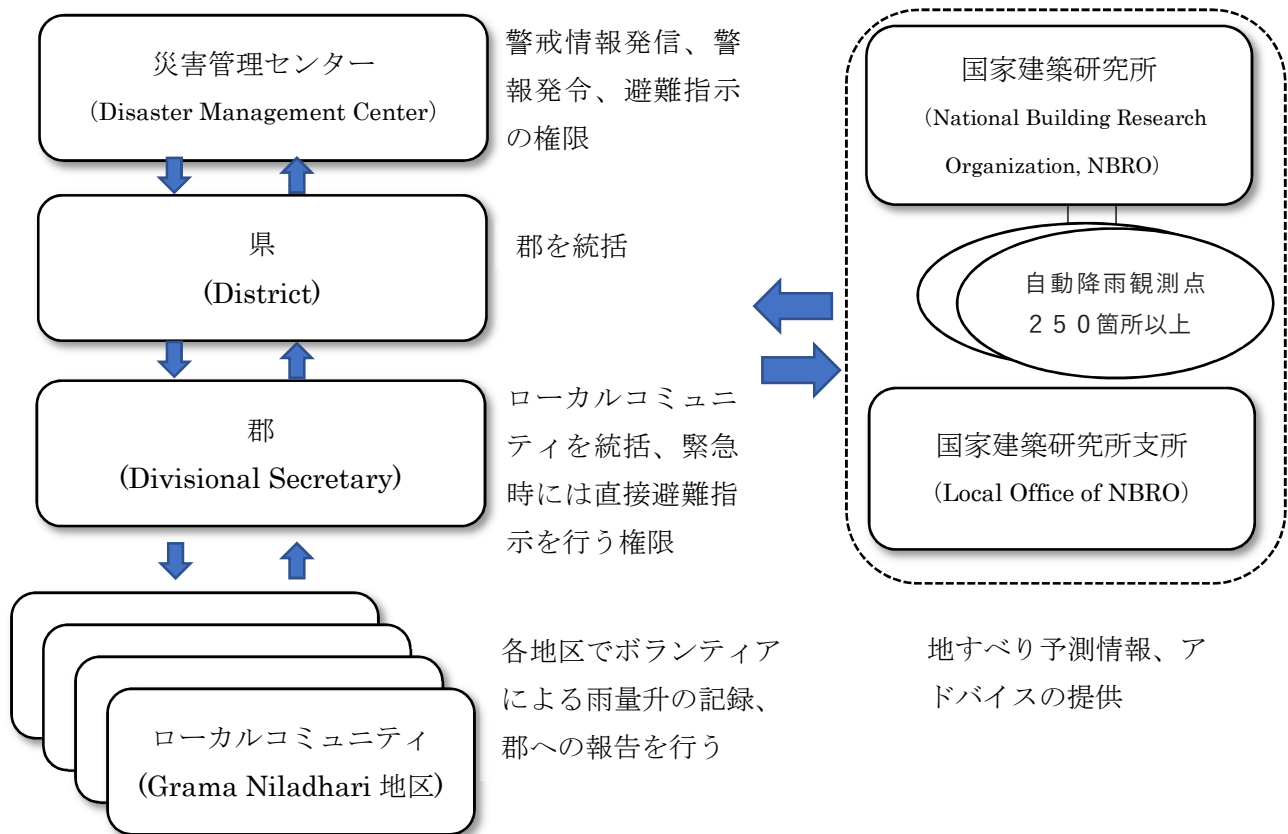 災害管理センター
(Disaster Management Center)
警戒情報発信、警
報発令、避難指示
の権限
県
(District)
郡を統括
郡
(Divisional Secretary)
ローカルコミュニ
ティを統括、緊急
時には直接避難指
示を行う権限
ローカルコミュニティ
(Grama Niladhari 地区)
各地区でボランティア
による雨量升の記録、
郡への報告を行う
国家建築研究所
(National Building Research
Organization, NBRO)
自動降雨観測点
250箇所以上
国家建築研究所支所
(Local Office of NBRO)
地すべり予測情報、ア
ドバイスの提供